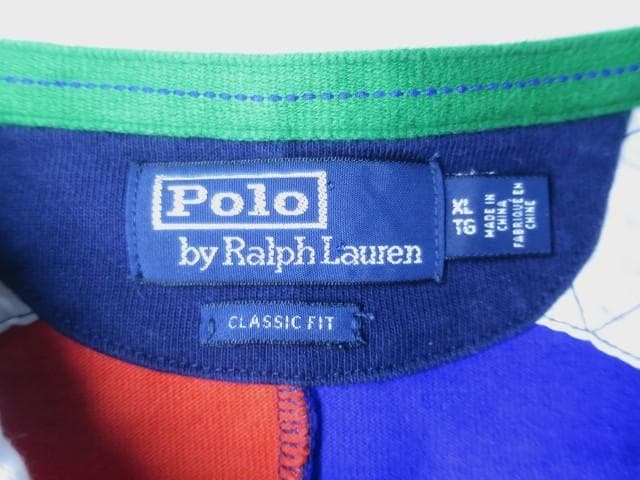 Polo
by Ralph Lauren
XL
TG
MADE IN
CHINA
FABRIQUÉ EN
CHINE
CLASSIC FIT